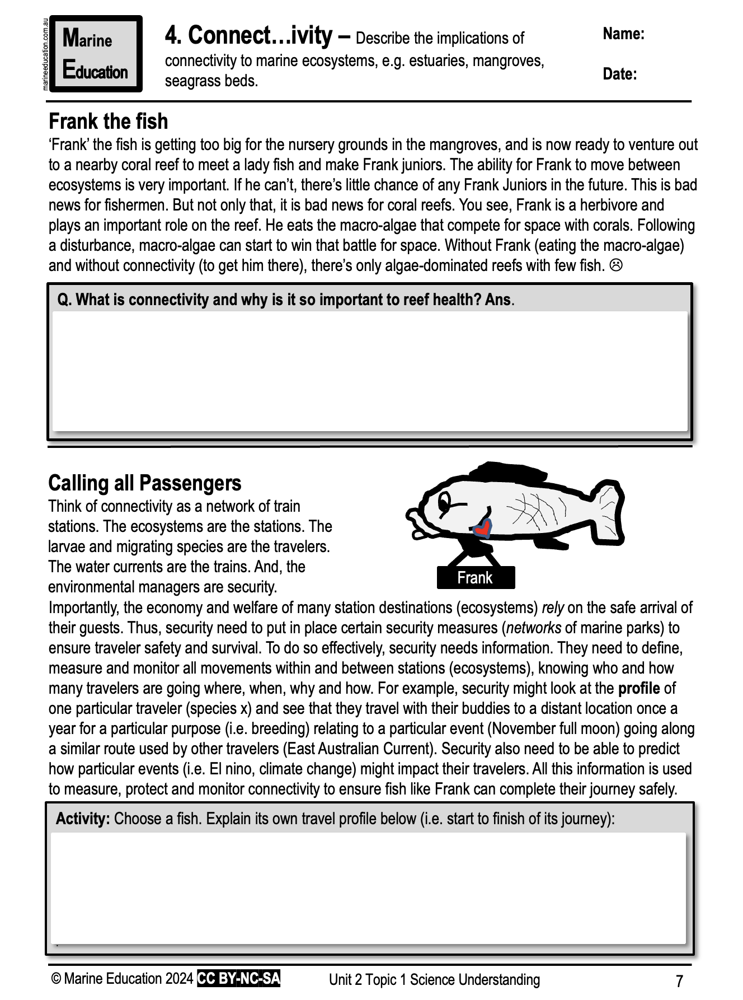 marineeducation.com.au
Marine
Education
4. Connect…ivity – Describe the implications of
connectivity to marine ecosystems, e.g. estuaries, mangroves,
seagrass beds.
Name:
Date:
Frank the fish
‘Frank’ the fish is getting too big for the nursery grounds in the mangroves, and is now ready to venture out
to a nearby coral reef to meet a lady fish and make Frank juniors. The ability for Frank to move between
ecosystems is very important. If he can’t, there’s little chance of any Frank Juniors in the future. This is bad
news for fishermen. But not only that, it is bad news for coral reefs. You see, Frank is a herbivore and
plays an important role on the reef. He eats the macro-algae that compete for space with corals. Following
a disturbance, macro-algae can start to win that battle for space. Without Frank (eating the macro-algae)
and without connectivity (to get him there), there’s only algae-dominated reefs with few fish. ☹
Q. What is connectivity and why is it so important to reef health? Ans.
Calling all Passengers
Think of connectivity as a network of train
stations. The ecosystems are the stations. The
larvae and migrating species are the travelers.
The water currents are the trains. And, the
environmental managers are security.
Frank
Importantly, the economy and welfare of many station destinations (ecosystems) rely on the safe arrival of
their guests. Thus, security need to put in place certain security measures (networks of marine parks) to
ensure traveler safety and survival. To do so effectively, security needs information. They need to define,
measure and monitor all movements within and between stations (ecosystems), knowing who and how
many travelers are going where, when, why and how. For example, security might look at the profile of
one particular traveler (species x) and see that they travel with their buddies to a distant location once a
year for a particular purpose (i.e. breeding) relating to a particular event (November full moon) going along
a similar route used by other travelers (East Australian Current). Security also need to be able to predict
how particular events (i.e. El nino, climate change) might impact their travelers. All this information is used
to measure, protect and monitor connectivity to ensure fish like Frank can complete their journey safely.
Activity: Choose a fish. Explain its own travel profile below (i.e. start to finish of its journey):
© Marine Education 2024 CC BY-NC-SA
Unit 2 Topic 1 Science Understanding
7